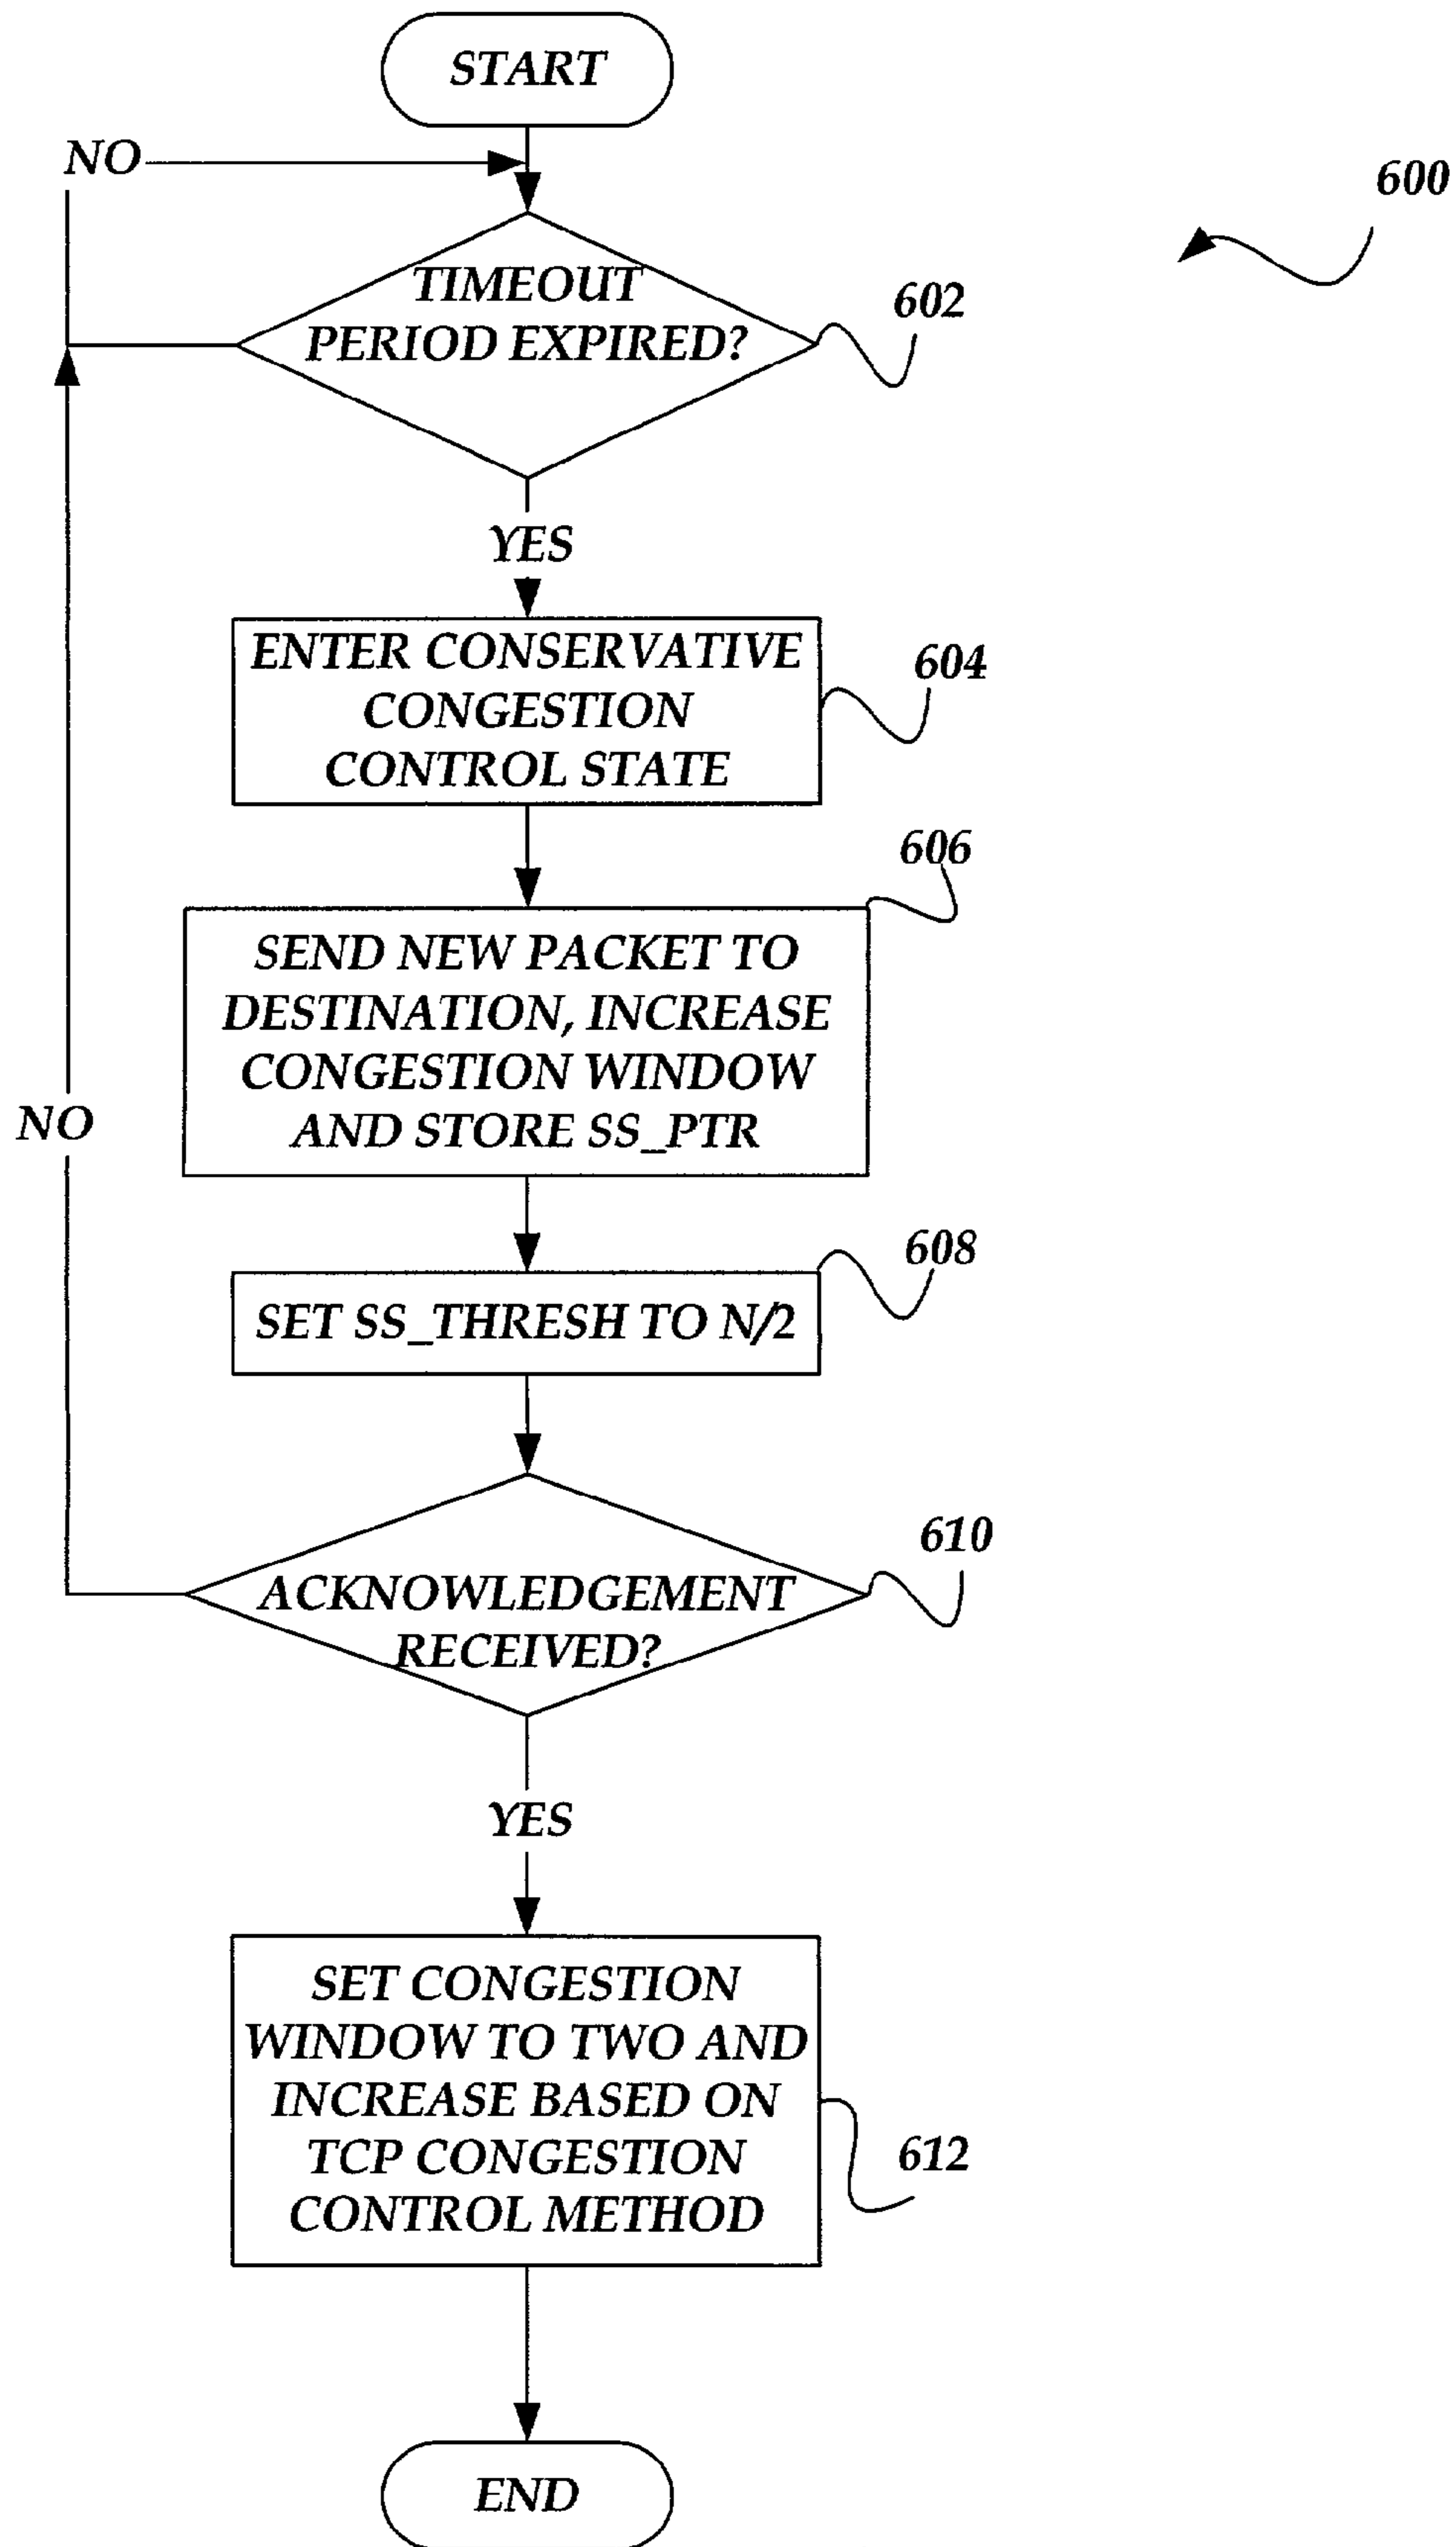 START
NO
600
TIMEOUT
PERIOD EXPIRED?
602
YES
ENTER CONSERVATIVE
CONGESTION
CONTROL STATE
604
606
SEND NEW PACKET TO
DESTINATION, INCREASE
CONGESTION WINDOW
AND STORE SS_PTR
NO
608
SET SS_THRESH TO N/2
610
ACKNOWLEDGEMENT
RECEIVED?
YES
SET CONGESTION
WINDOW TO TWO AND
INCREASE BASED ON
TCP CONGESTION
CONTROL METHOD
612
END